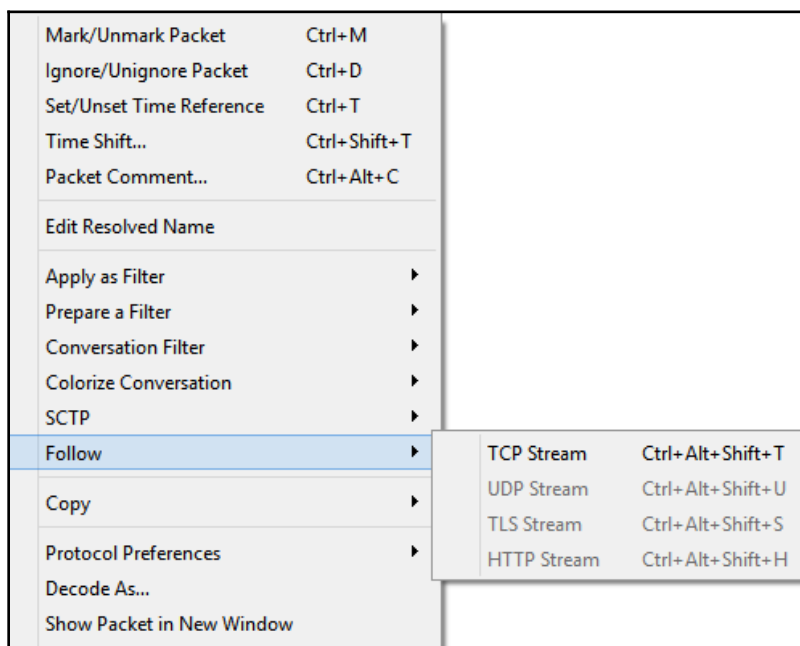 Mark/Unmark Packet Ctrl+M
Ignore/Unignore Packet Ctrl+D
Set/Unset Time Reference Ctrl+T
Time Shift... Ctrl+Shift+T
Packet Comment... Ctrl+Alt+C
Edit Resolved Name
Apply as Filter
Prepare a Filter
Conversation Filter
Colorize Conversation
SCTP
Follow
TCP Stream Ctrl+Alt+Shift+T
UDP Stream Ctrl+Alt+Shift+U
TLS Stream Ctrl+Alt+Shift+S
HTTP Stream Ctrl+Alt+Shift+H
Copy
Protocol Preferences
Decode As...
Show Packet in New Window